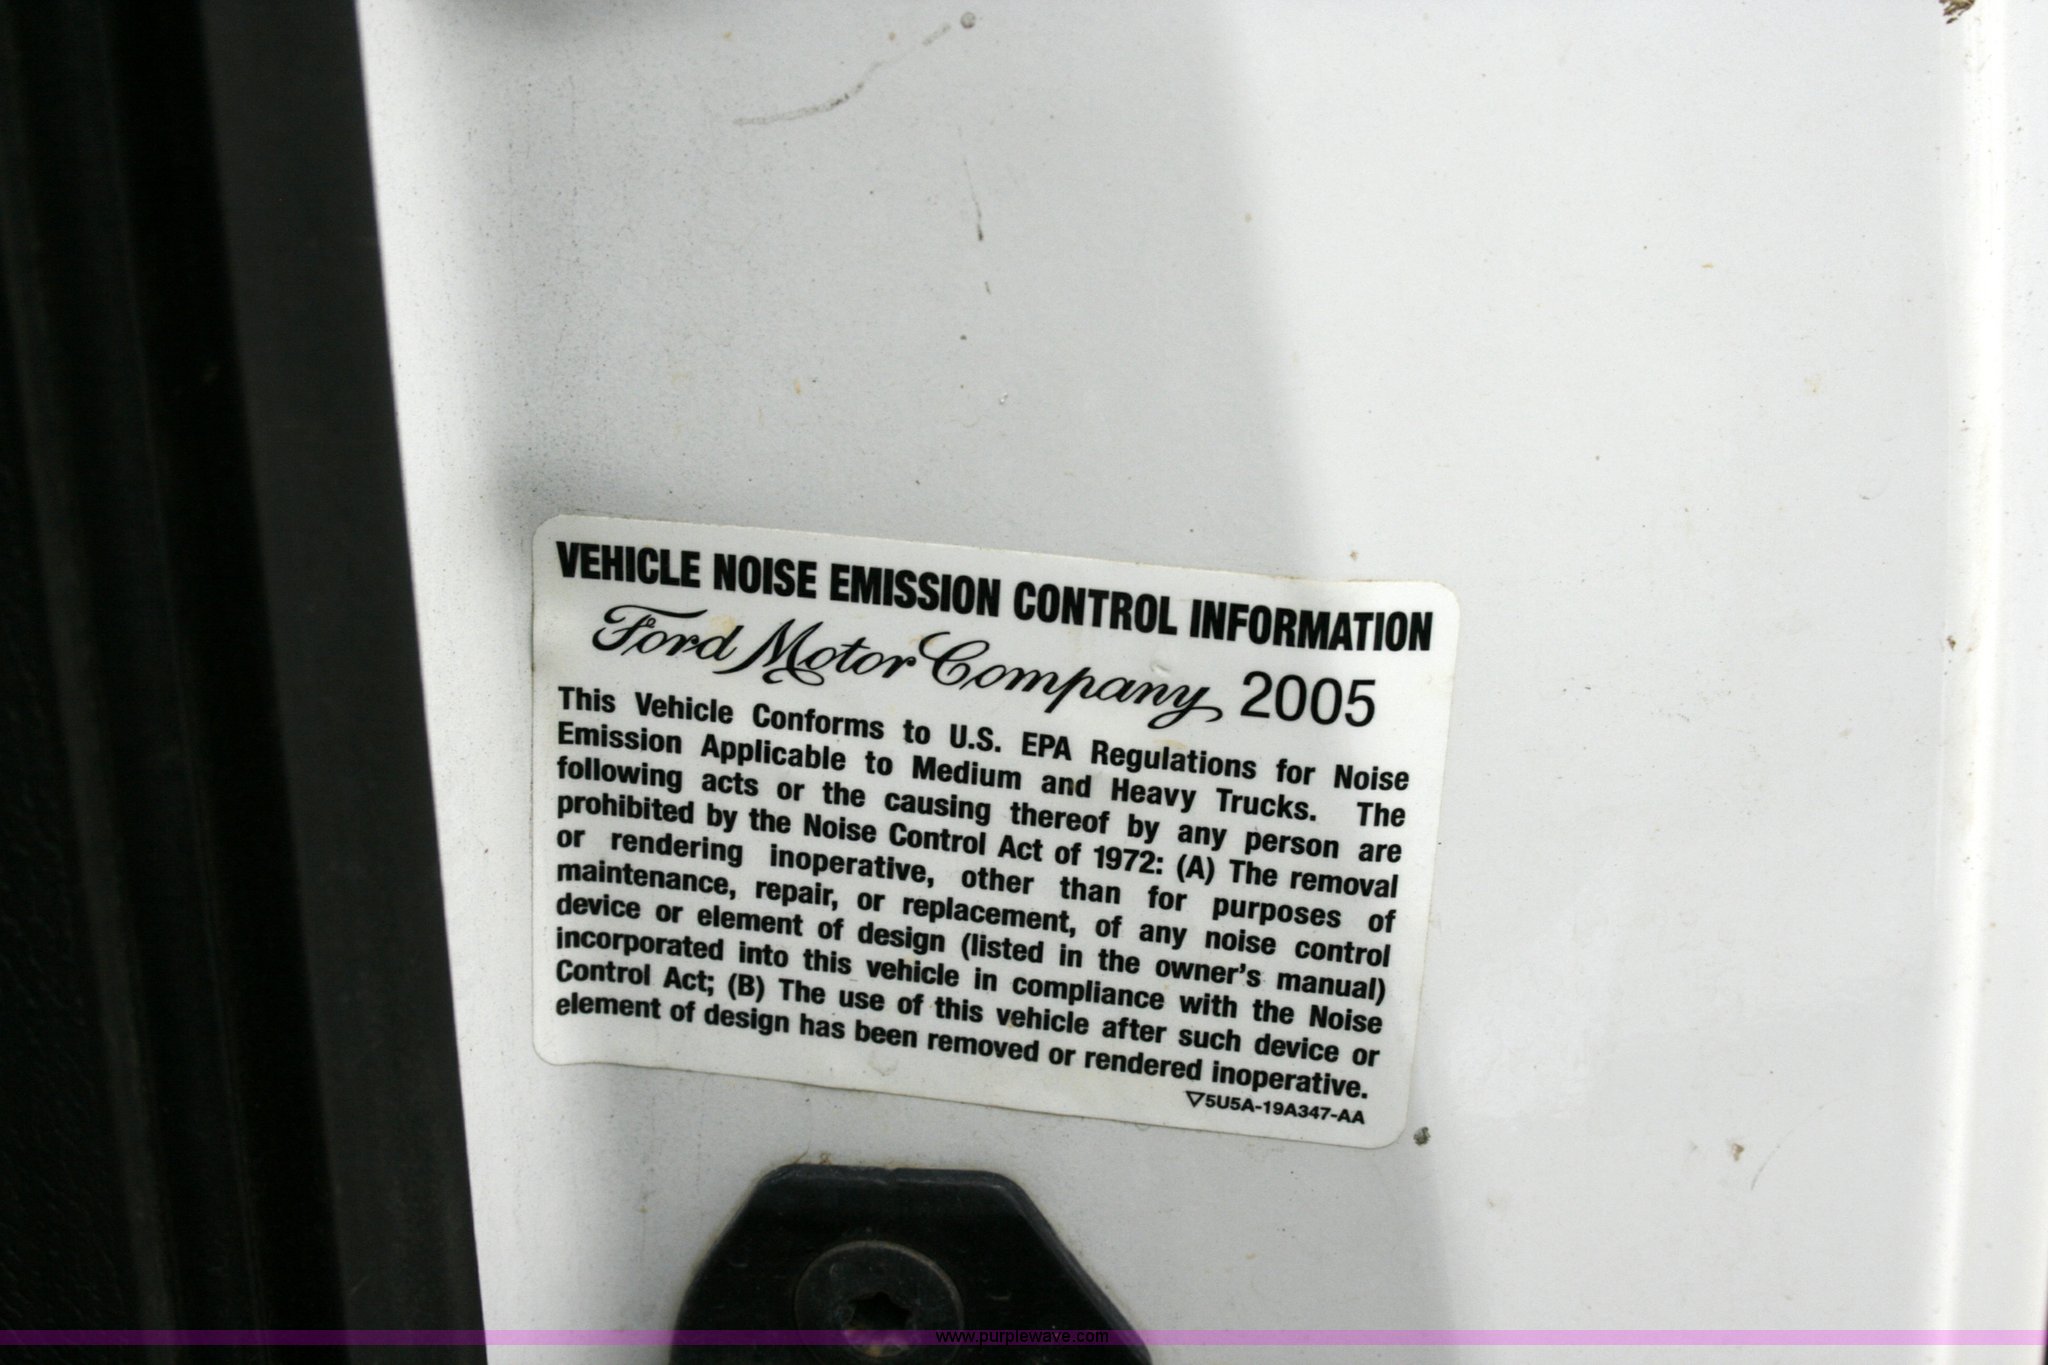 VEHICLE NOISE EMISSION CONTROL INFORMATION
Ford Motor Company 2005
This Vehicle Conforms to U.S. EPA Regulations for Noise
Emission Applicable to Medium and Heavy Trucks. The
following acts or the causing thereof by any person are
prohibited by the Noise Control Act of 1972: (A) The removal
or rendering inoperative, other than for purposes of
maintenance, repair, or replacement, of any noise control
device or element of design (listed in the owner's manual)
incorporated into this vehicle in compliance with the Noise
Control Act; (B) The use of this vehicle after such device or
element of design has been removed or rendered inoperative.
▽5U5A-19A347-AA
www.purplewave.com